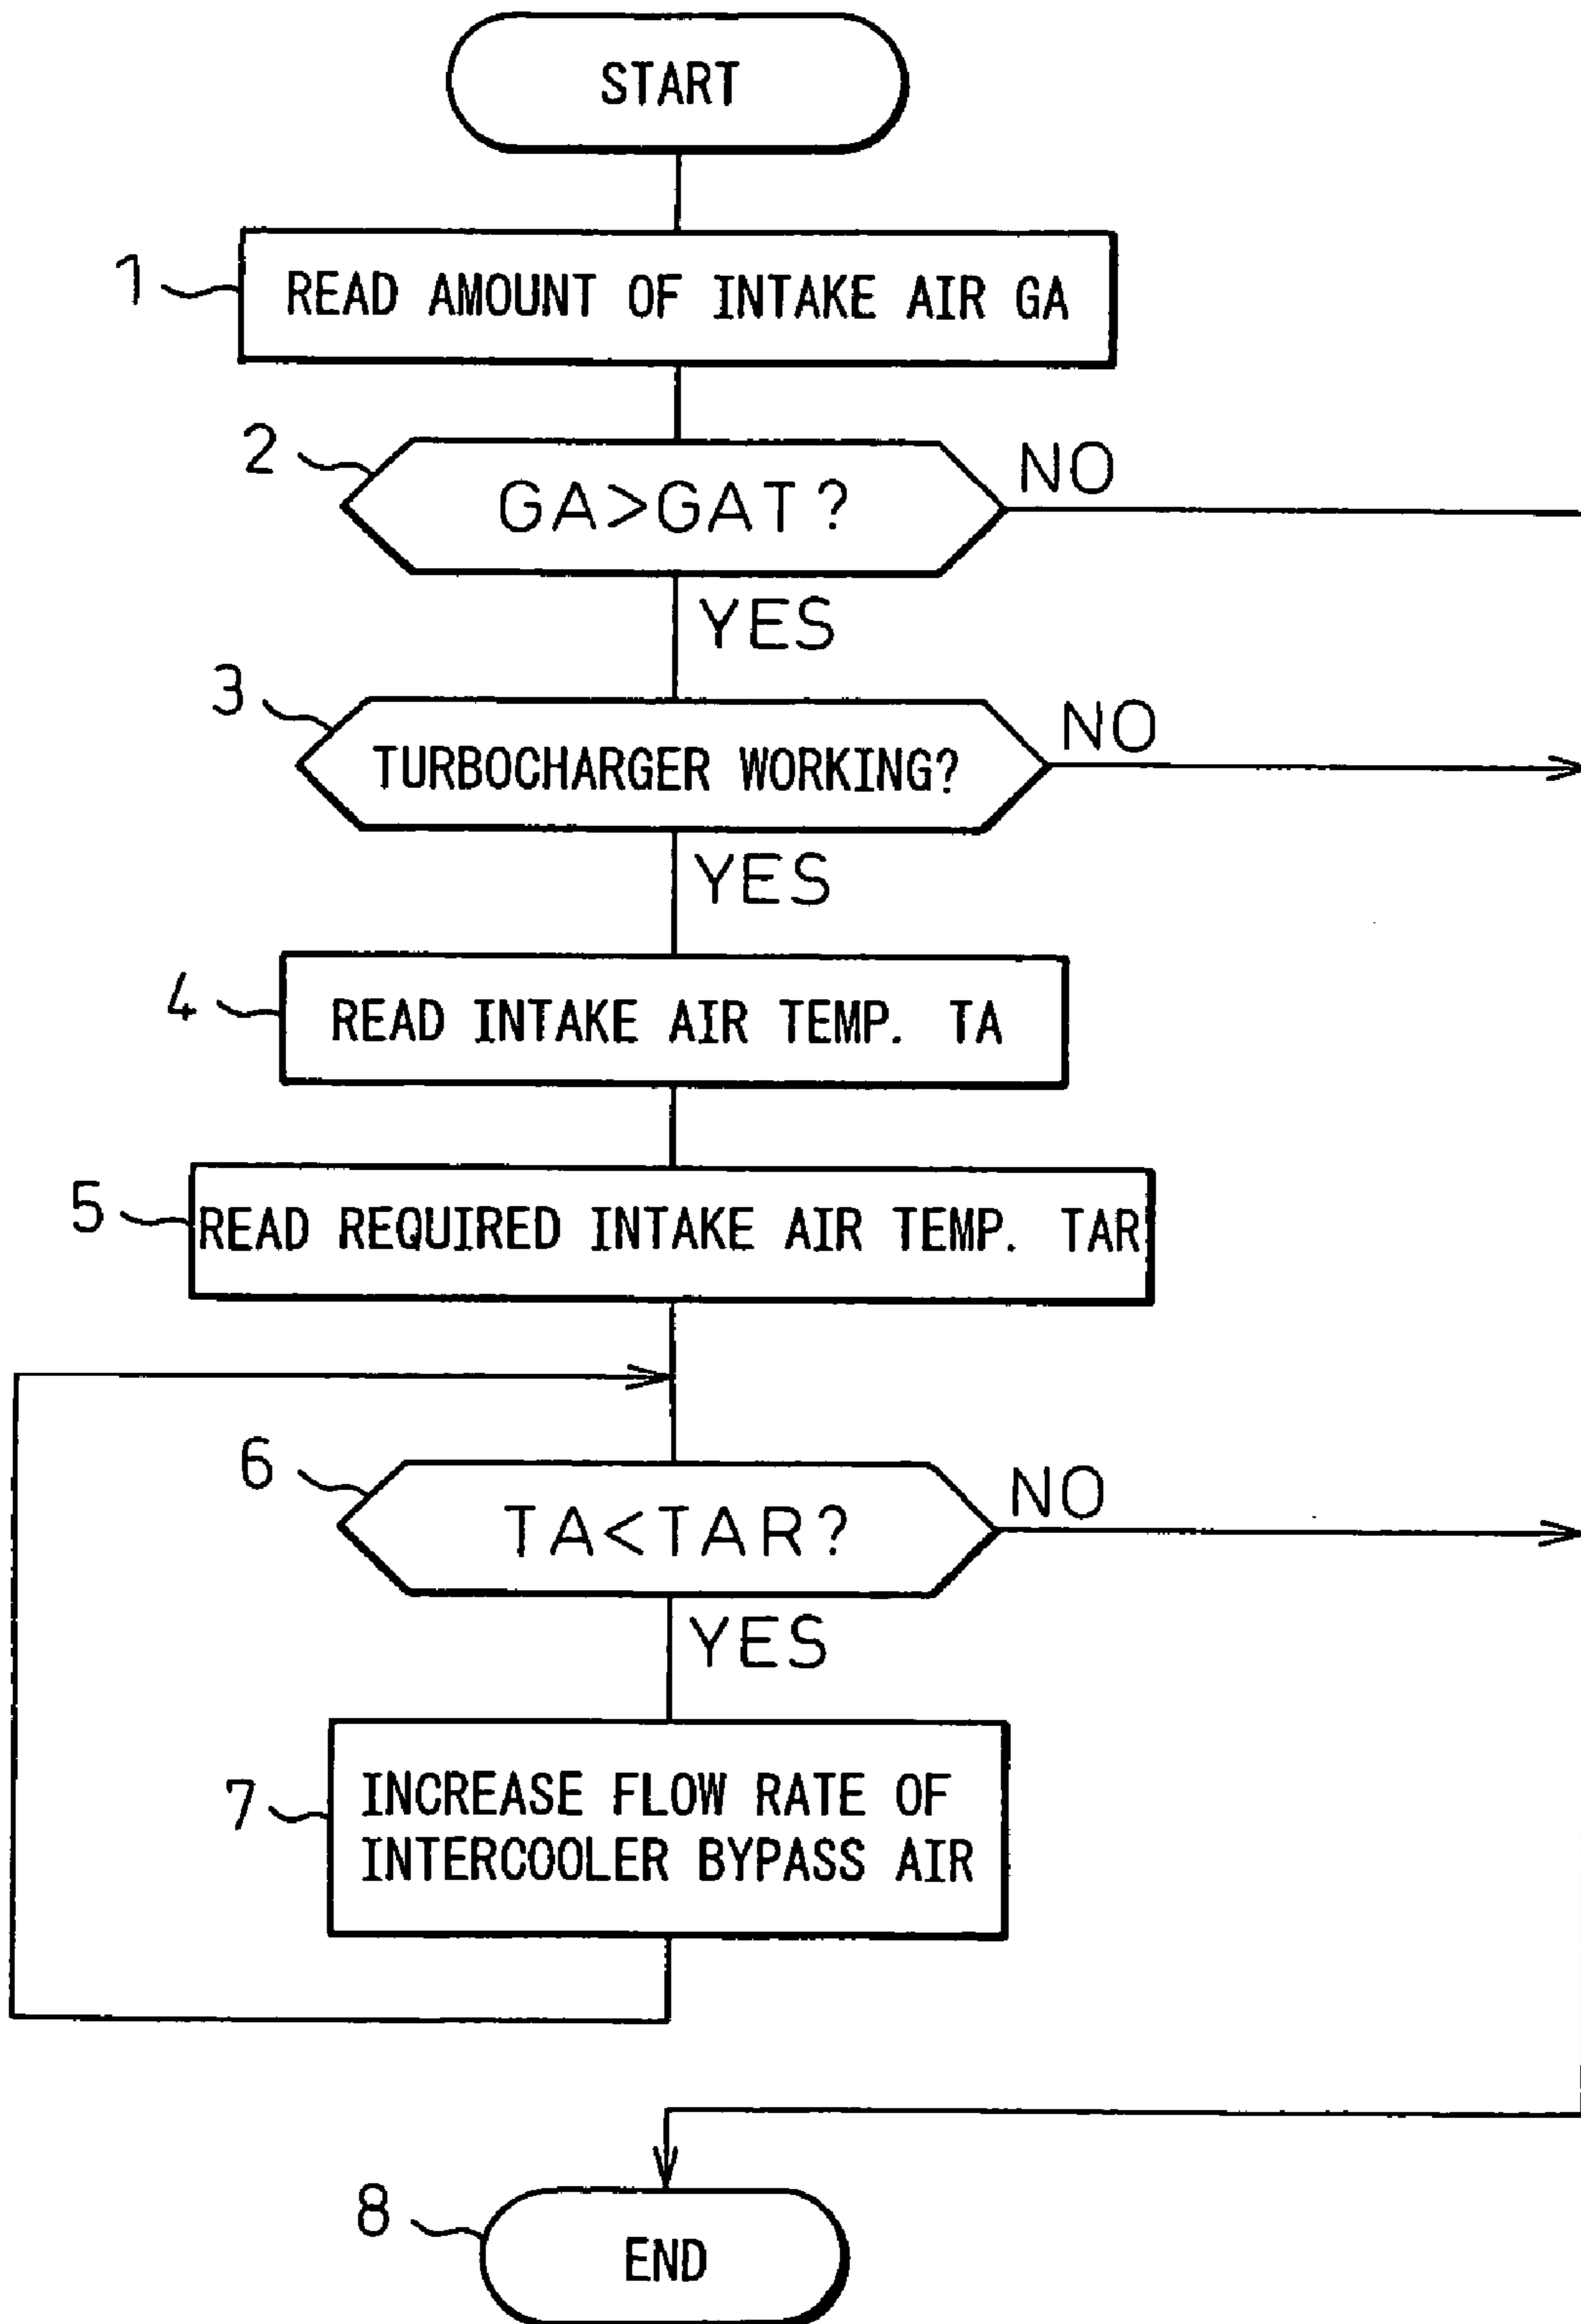 START
1
READ AMOUNT OF INTAKE AIR GA
2
GA>GAT?
NO
YES
3
TURBOCHARGER WORKING?
NO
YES
4
READ INTAKE AIR TEMP. TA
5
READ REQUIRED INTAKE AIR TEMP. TAR
6
TA<TAR?
NO
YES
7
INCREASE FLOW RATE OF
INTERCOOLER BYPASS AIR
8
END